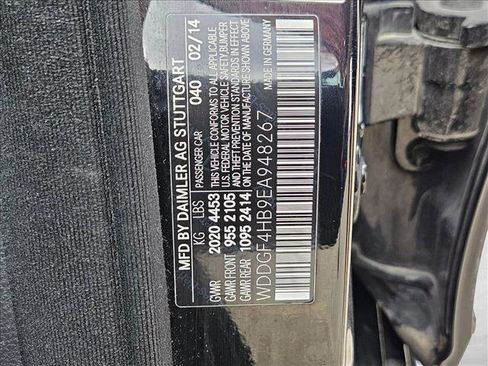 MFD BY DAIMLER AG STUTTGART
KG LBS PASSENGER CAR 040 02/14
GWR 2020 4453 THIS VEHICLE CONFORMS TO ALL APPLICABLE
GAWR FRONT 955 2105 U.S. FEDERAL MOTOR VEHICLE SAFETY/BUMPER
GAWR REAR 1095 2414 AND THEFT PREVENTION STANDARDS IN EFFECT
ON THE DATE OF MANUFACTURE SHOWN ABOVE
WDDGF4HB9EA948267 MADE IN GERMANY